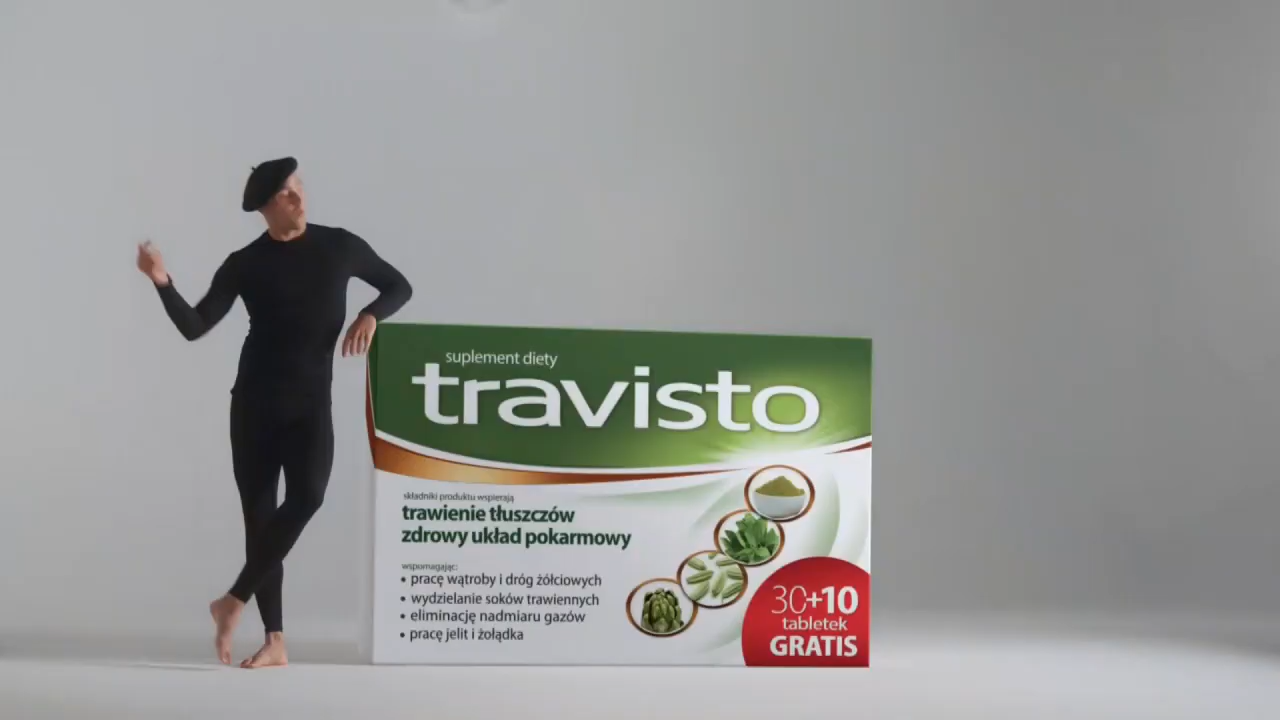 suplement diety
travisto
składniki produktu wspierają
trawienie tłuszczów
zdrowy układ pokarmowy
wspomagając:
• pracę wątroby i dróg żółciowych
• wydzielanie soków trawiennych
• eliminację nadmiaru gazów
• pracę jelit i żołądka
30+10
tabletek
GRATIS